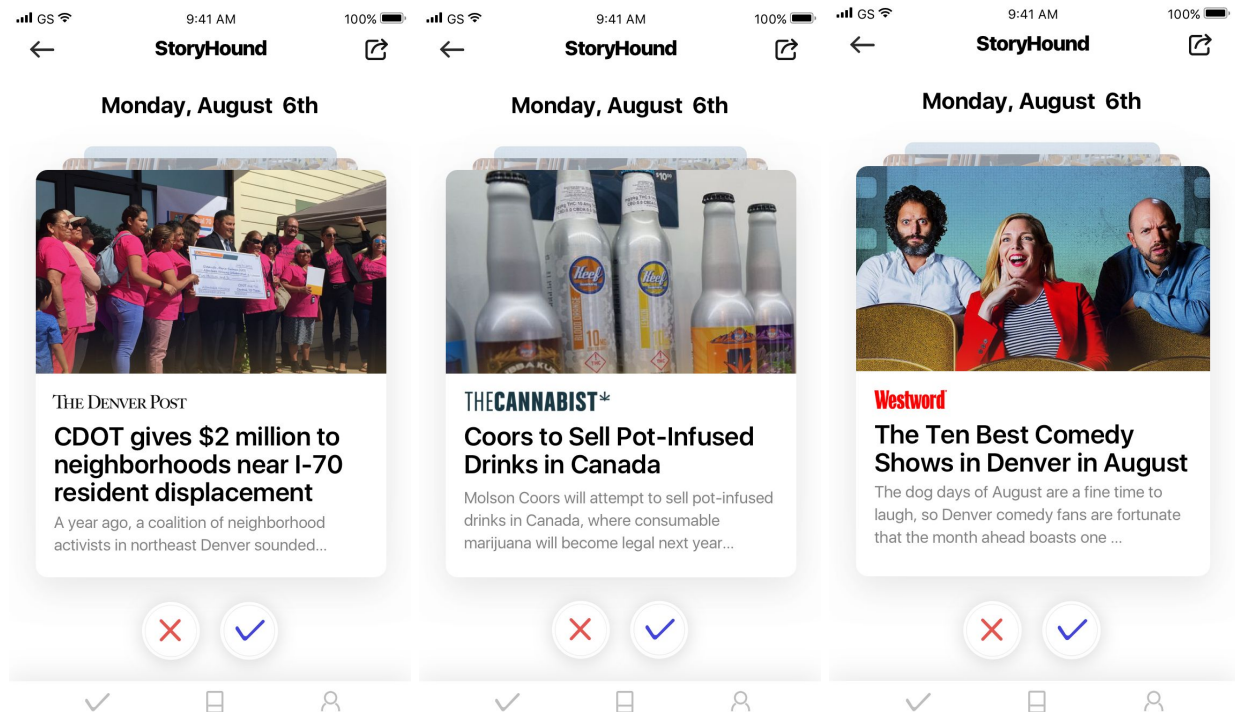 GS
9:41 AM
100%
StoryHound
Monday, August 6th
THE DENVER POST
CDOT gives $2 million to
neighborhoods near I-70
resident displacement
A year ago, a coalition of neighborhood
activists in northeast Denver sounded...
GS
9:41 AM
100%
StoryHound
Monday, August 6th
$10
Keef
Keef
10
THECANNABIST
Coors to Sell Pot-Infused
Drinks in Canada
Molson Coors will attempt to sell pot-infused
drinks in Canada, where consumable
marijuana will become legal next year...
GS
9:41 AM
100%
StoryHound
Monday, August 6th
Westword
The Ten Best Comedy
Shows in Denver in August
The dog days of August are a fine time to
laugh, so Denver comedy fans are fortunate
that the month ahead boasts one ...